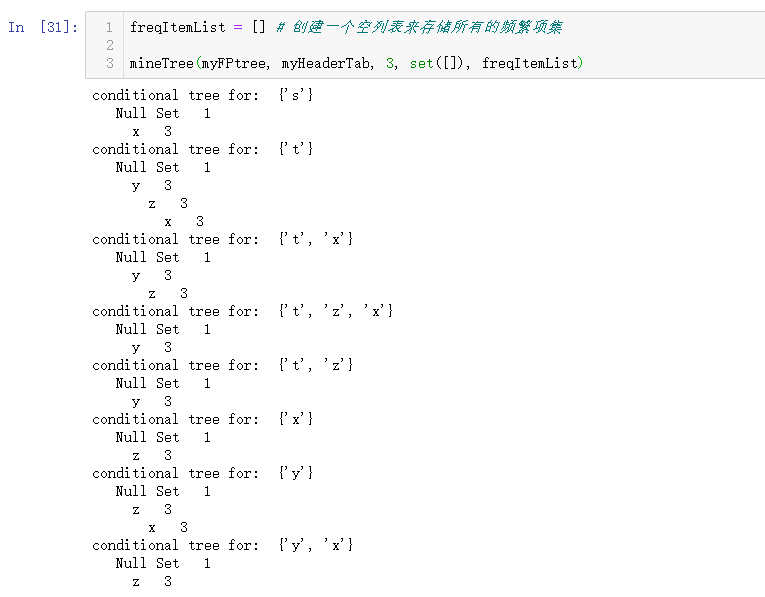 In [31]:
1 freqItemList = [] # 创建一个空列表来存储所有的频繁项集
2
3 mineTree(myFPtree, myHeaderTab, 3, set([]), freqItemList)
conditional tree for:  {'s'}
   Null Set   1
     x   3
conditional tree for:  {'t'}
   Null Set   1
     y   3
       z   3
         x   3
conditional tree for:  {'t', 'x'}
   Null Set   1
     y   3
       z   3
conditional tree for:  {'t', 'z', 'x'}
   Null Set   1
     y   3
conditional tree for:  {'t', 'z'}
   Null Set   1
     y   3
conditional tree for:  {'x'}
   Null Set   1
     z   3
conditional tree for:  {'y'}
   Null Set   1
     z   3
       x   3
conditional tree for:  {'y', 'x'}
   Null Set   1
     z   3